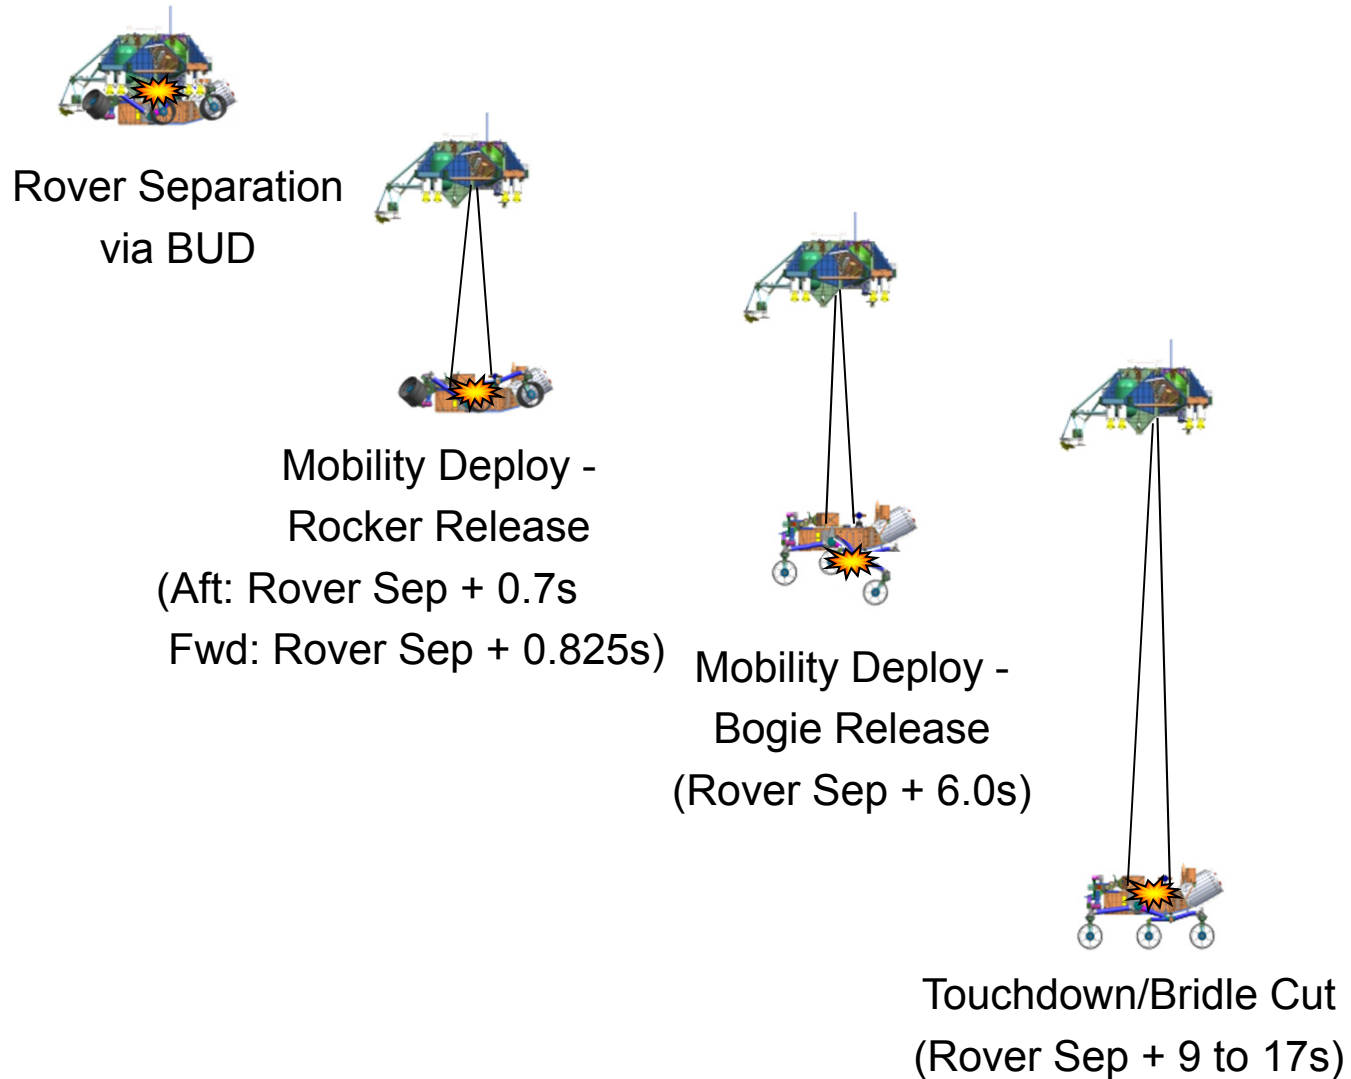 Rover Separation
via BUD
Mobility Deploy -
Rocker Release
(Aft: Rover Sep + 0.7s
Fwd: Rover Sep + 0.825s)
Mobility Deploy -
Bogie Release
(Rover Sep + 6.0s)
Touchdown/Bridle Cut
(Rover Sep + 9 to 17s)